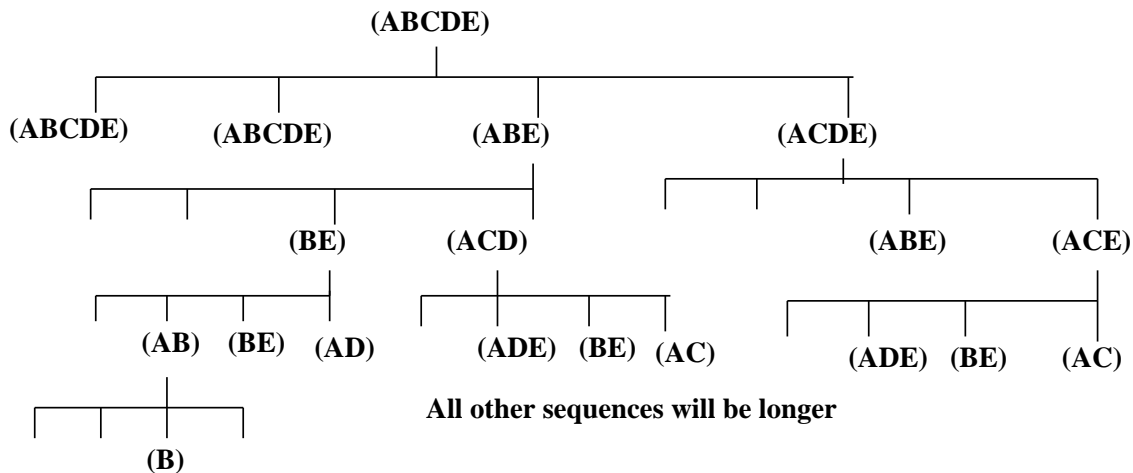 (ABCDE)
(ABCDE) (ABCDE) (ABE) (ACDE)
(BE) (ACD) (ABE) (ACE)
(AB) (BE) (AD) (ADE) (BE) (AC) (ADE) (BE) (AC)
All other sequences will be longer
(B)